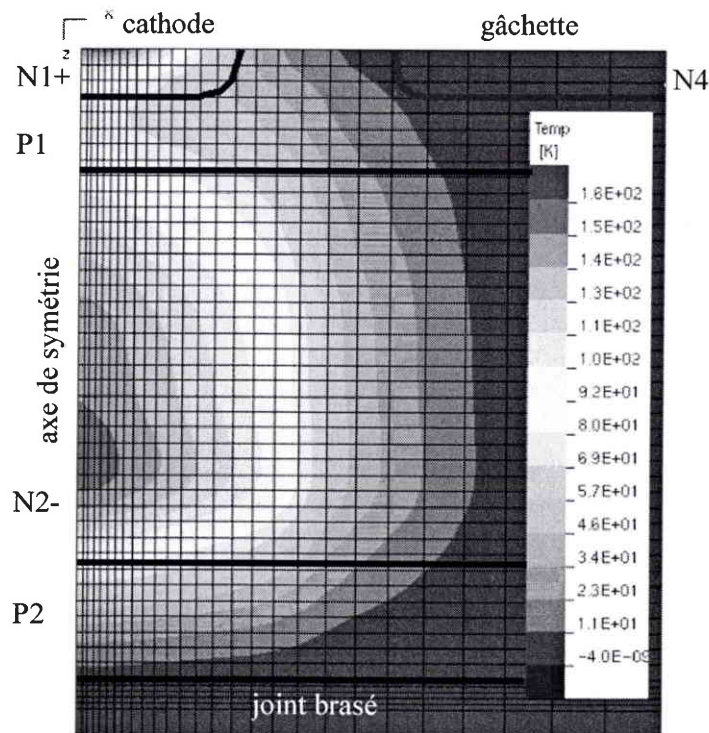 x cathode
gâchette
z
N1+
N4
P1
Temp
[K]
1.6E+02
1.5E+02
1.4E+02
1.3E+02
1.1E+02
1.0E+02
9.2E+01
8.0E+01
6.9E+01
5.7E+01
4.6E+01
3.4E+01
2.3E+01
1.1E+01
-4.0E-09
axe de symétrie
N2-
P2
joint brasé